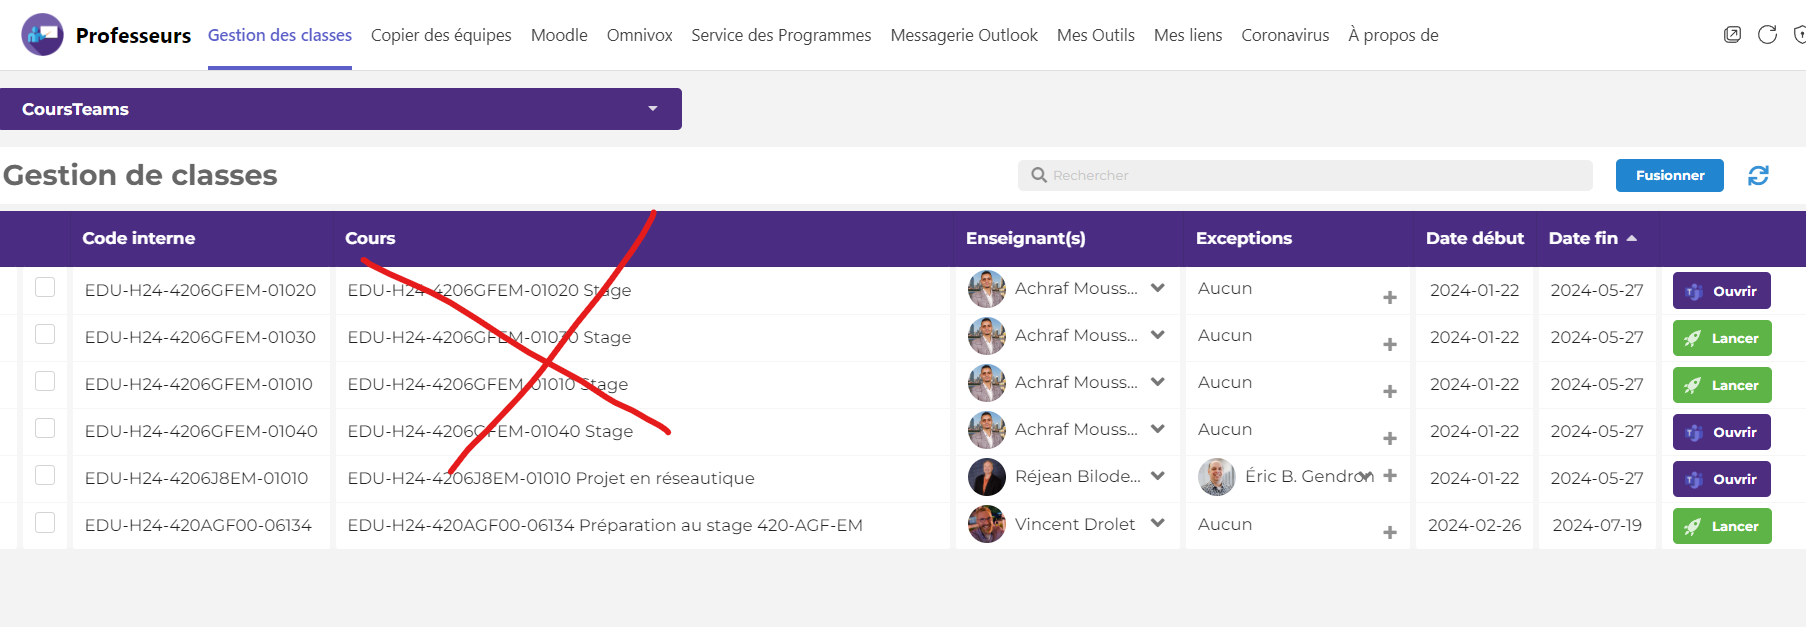 Professeurs Gestion des classes Copier des équipes Moodle Omnivox Service des Programmes Messagerie Outlook Mes Outils Mes liens Coronavirus À propos de
CoursTeams
Gestion de classes Rechercher Fusionner
Code interne Cours Enseignant(s) Exceptions Date début Date fin
EDU-H24-4206GFEM-01020 EDU-H24-4206GFEM-01020 Stage Achraf Mouss... Aucun 2024-01-22 2024-05-27 Ouvrir
EDU-H24-4206GFEM-01030 EDU-H24-4206GFEM-01030 Stage Achraf Mouss... Aucun 2024-01-22 2024-05-27 Lancer
EDU-H24-4206GFEM-01010 EDU-H24-4206GFEM-01010 Stage Achraf Mouss... Aucun 2024-01-22 2024-05-27 Lancer
EDU-H24-4206GFEM-01040 EDU-H24-4206GFEM-01040 Stage Achraf Mouss... Aucun 2024-01-22 2024-05-27 Ouvrir
EDU-H24-4206J8EM-01010 EDU-H24-4206J8EM-01010 Projet en réseautique Réjean Bilode... Éric B. Gendron 2024-01-22 2024-05-27 Ouvrir
EDU-H24-420AGF00-06134 EDU-H24-420AGF00-06134 Préparation au stage 420-AGF-EM Vincent Drolet Aucun 2024-02-26 2024-07-19 Lancer